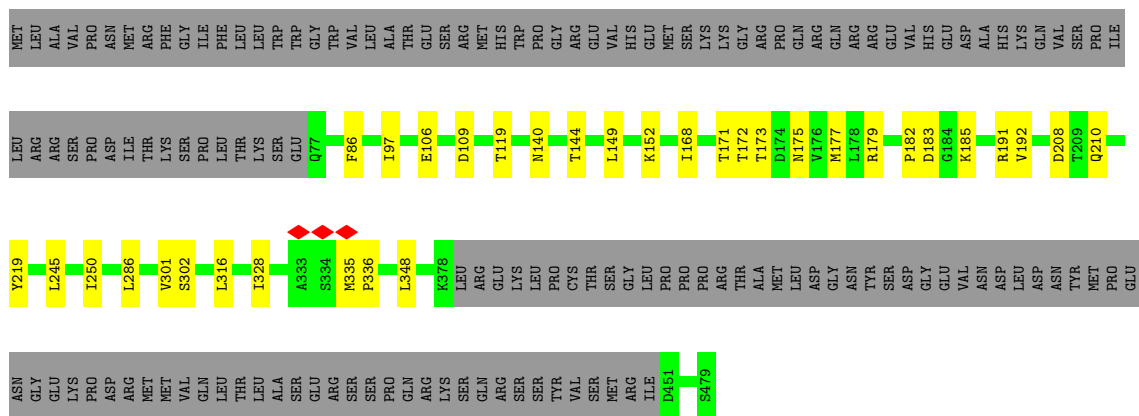 MET LEU ALA VAL PRO ASN MET ARG PHE GLY ILE PHE LEU LEU TRP TRP GLY TRP VAL LEU ALA THR GLU SER ARG MET HIS TRP PRO GLY ARG GLU VAL HIS GLU MET SER LYS LYS GLY ARG PRO GLN ARG GLN ARG ARG GLU VAL HIS GLU ASP ALA HIS LYS GLN VAL SER PRO ILE
LEU ARG ARG SER PRO ASP ILE THR LYS SER PRO LEU THR LYS SER GLU Q77 F86 I97 E106 D109 T119 N140 T144 L149 K152 I168 T171 T172 T173 D174 N175 V176 M177 L178 R179 P182 D183 G184 K185 R191 V192 D208 T209 Q210
Y219 L245 I250 L286 V301 S302 L316 I328 A333 S334 M335 P336 L348 K378 LEU ARG GLU LYS LEU PRO CYS THR SER GLY LEU PRO PRO PRO ARG THR ALA MET LEU ASP GLY ASN TYR SER ASP GLY GLU VAL ASN ASP LEU ASP ASN TYR MET PRO GLU
ASN GLY GLU LYS PRO ASP ARG MET MET VAL GLN LEU THR LEU ALA SER GLU ARG SER SER PRO GLN ARG LYS SER GLN ARG SER SER TYR VAL SER MET ARG ILE D451 S479